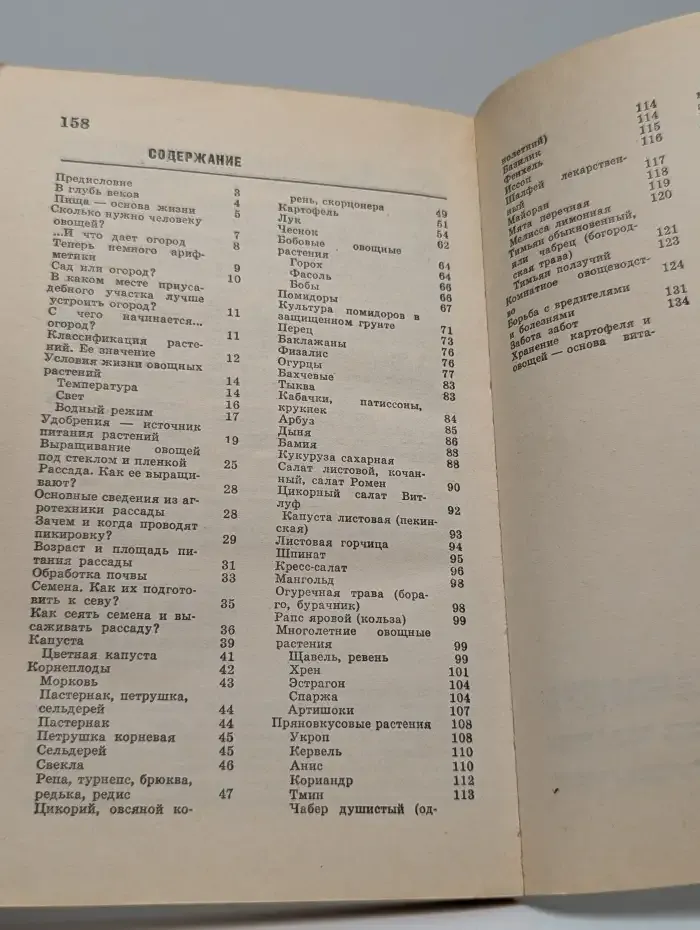 158
СОДЕРЖАНИЕ
Предисловие 3
В глубь веков 4
Пища — основа жизни 5
Сколько нужно человеку
овощей? 7
...И что дает огород 8
Теперь немного ариф-
метики 9
Сад или огород? 10
В каком месте приуса-
дебного участка лучше
устроить огород? 11
С чего начинается...
огород? 11
Классификация расте-
ний. Ее значение 12
Условия жизни овощных
растений 14
Температура 14
Свет 16
Водный режим 17
Удобрения — источник
питания растений 19
Выращивание овощей
под стеклом и пленкой 25
Рассада. Как ее выращи-
вают? 28
Основные сведения из аг-
ротехники рассады 28
Зачем и когда проводят
пикировку? 29
Возраст и площадь пи-
тания рассады 31
Обработка почвы 33
Семена. Как их подгото-
вить к севу? 35
Как сеять семена и вы-
саживать рассаду? 36
Капуста 39
Цветная капуста 41
Корнеплоды 42
Морковь 43
Пастернак, петрушка,
сельдерей 44
Пастернак 44
Петрушка корневая 45
Сельдерей 45
Свекла 46
Репа, турнепс, брюква,
редька, редис 47
Цикорий, овсяной ко-
рень, скорцонера 49
Картофель 51
Лук 54
Чеснок 62
Бобовые овощные
растения 64
Горох 64
Фасоль 66
Бобы 66
Помидоры 67
Культура помидоров в
защищенном грунте 71
Перец 73
Баклажаны 76
Физалис 76
Огурцы 77
Бахчевые 83
Тыква 83
Кабачки, патиссоны,
крукнек 84
Арбуз 85
Дыня 86
Бамия 88
Кукуруза сахарная 88
Салат листовой, кочан-
ный, салат Ромен 90
Цикорный салат Вит-
луф 92
Капуста листовая (пекин-
ская) 93
Листовая горчица 94
Шпинат 95
Кресс-салат 96
Мангольд 98
Огуречная трава (бора-
го, бурачник) 98
Рапс яровой (кольза) 99
Многолетние овощные
растения 99
Щавель, ревень 99
Хрен 101
Эстрагон 104
Спаржа 104
Артишоки 107
Пряновкусовые растения 108
Укроп 108
Кервель 110
Анис 110
Кориандр 112
Тмин 113
Чабер душистый (од-
нолетний) 114
Базилик 114
Фенхель 115
Иссоп 116
Шалфей лекарствен-
ный 117
Майоран 118
Мята перечная 119
Мелисса лимонная 120
Тимьян обыкновенный,
или чабрец (богород-
ская трава) 121
Тимьян ползучий 123
Комнатное овощеводст-
во 124
Борьба с вредителями
и болезнями 131
Забота забот 134
Хранение картофеля и
овощей — основа вита-